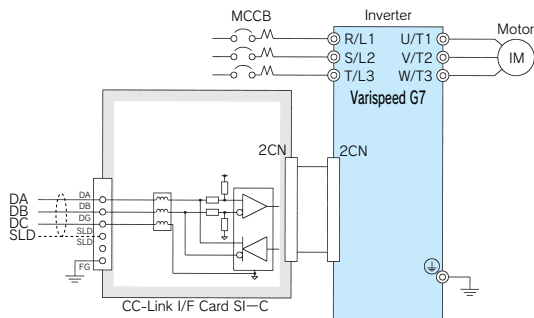 MCCB
Inverter
Motor
R/L1 U/T1
S/L2 V/T2
T/L3 W/T3
IM
Varispeed G7
2CN 2CN
DA DA
DB DB
DC DG
SLD SLD
SLD
FG
CC-Link I/F Card SI-C